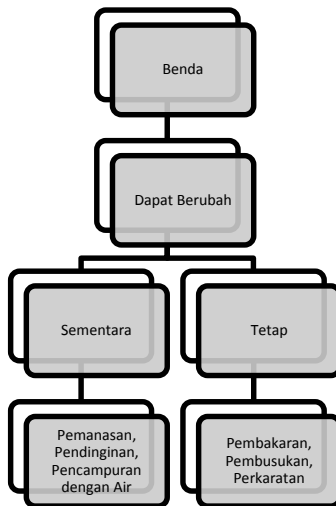 Benda
Dapat Berubah
Sementara
Tetap
Pemanasan,
Pendinginan,
Pencampuran
dengan Air
Pembakaran,
Pembusukan,
Perkaratan